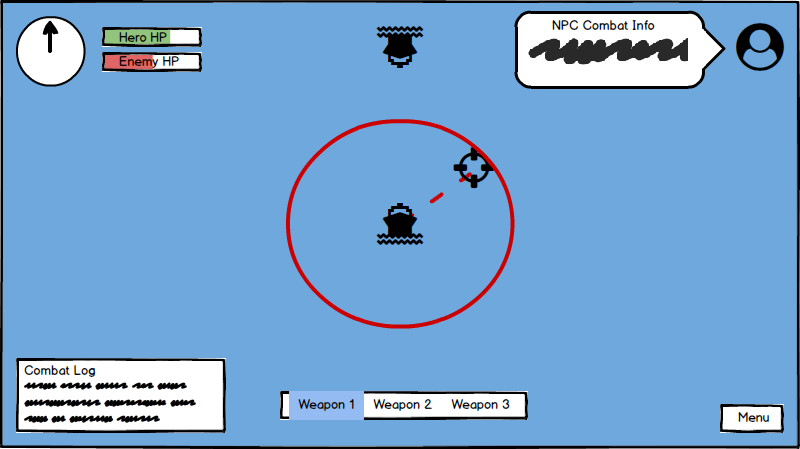 Hero HP
Enemy HP
NPC Combat Info
Combat Log
Weapon 1
Weapon 2
Weapon 3
Menu